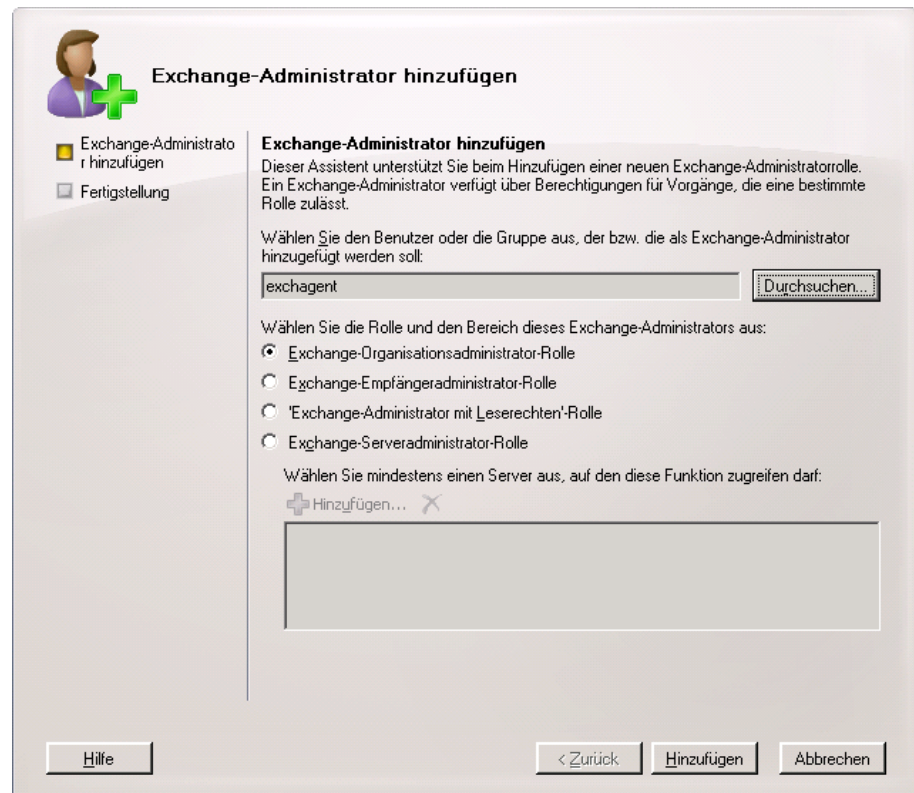 Exchange-Administrator hinzufügen
Exchange-Administrato
r hinzufügen
Fertigstellung
Exchange-Administrator hinzufügen
Dieser Assistent unterstützt Sie beim Hinzufügen einer neuen Exchange-Administratorrolle.
Ein Exchange-Administrator verfügt über Berechtigungen für Vorgänge, die eine bestimmte
Rolle zulässt.
Wählen Sie den Benutzer oder die Gruppe aus, der bzw. die als Exchange-Administrator
hinzugefügt werden soll:
exchagent
Durchsuchen...
Wählen Sie die Rolle und den Bereich dieses Exchange-Administrators aus:
Exchange-Organisationsadministrator-Rolle
Exchange-Empfängeradministrator-Rolle
'Exchange-Administrator mit Leserechten'-Rolle
Exchange-Serveradministrator-Rolle
Wählen Sie mindestens einen Server aus, auf den diese Funktion zugreifen darf:
Hinzufügen...
Hilfe
< Zurück
Hinzufügen
Abbrechen